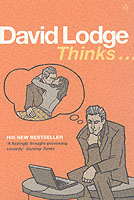 David Lodge
Thinks...
HIS NEW BESTSELLER
'A fizzingly thought-provoking
comedy' Sunday Times